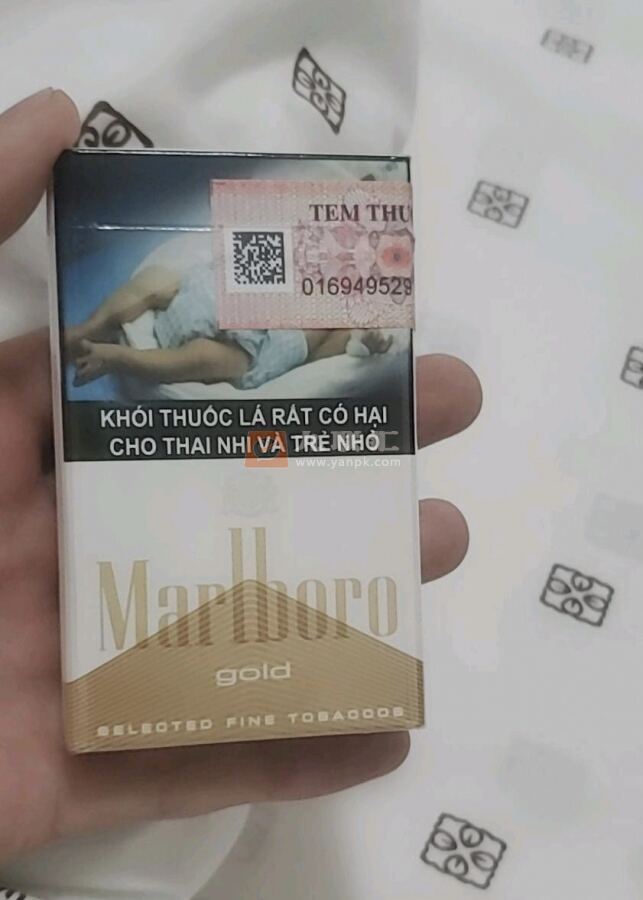 TEM THU
016949529
KHÓI THUỐC LÁ RẤT CÓ HẠI
CHO THAI NHI VÀ TRẺ NHỎ
www.yanpk.com
Marlboro
gold
SELECTED FINE TOBACCOS